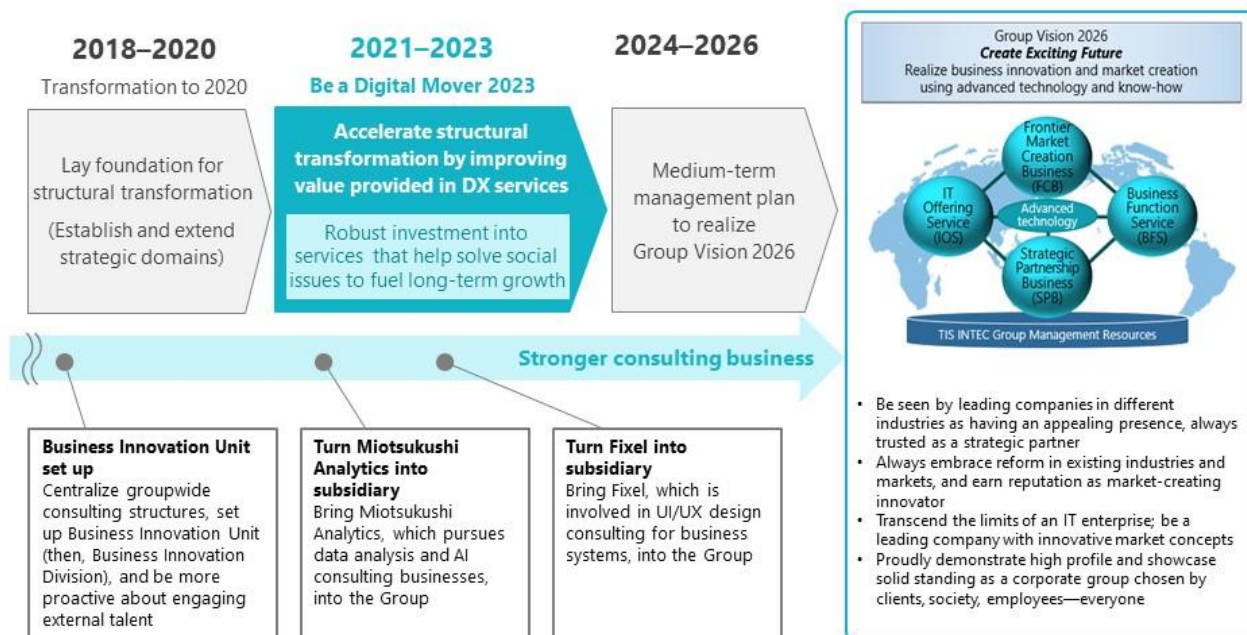 2018–2020
Transformation to 2020
Lay foundation for
structural transformation
(Establish and extend
strategic domains)
2021–2023
Be a Digital Mover 2023
Accelerate structural
transformation by improving
value provided in DX services
Robust investment into
services that help solve social
issues to fuel long-term growth
2024–2026
Medium-term
management plan
to realize
Group Vision 2026
Stronger consulting business
Business Innovation Unit
set up
Centralize groupwide
consulting structures, set
up Business Innovation Unit
(then, Business Innovation
Division), and be more
proactive about engaging
external talent
Turn Miotsukushi
Analytics into
subsidiary
Bring Miotsukushi
Analytics, which pursues
data analysis and AI
consulting businesses,
into the Group
Turn Fixel into
subsidiary
Bring Fixel, which is
involved in UI/UX design
consulting for business
systems, into the Group
Group Vision 2026
Create Exciting Future
Realize business innovation and market creation
using advanced technology and know-how
Frontier
Market
Creation
Business
(FCB)
IT
Offering
Service
(IOS)
Advanced
technology
Business
Function
Service
(BFS)
Strategic
Partnership
Business
(SPB)
TIS INTEC Group Management Resources
• Be seen by leading companies in different
industries as having an appealing presence, always
trusted as a strategic partner
• Always embrace reform in existing industries and
markets, and earn reputation as market-creating
innovator
• Transcend the limits of an IT enterprise; be a
leading company with innovative market concepts
• Proudly demonstrate high profile and showcase
solid standing as a corporate group chosen by
clients, society, employees—everyone